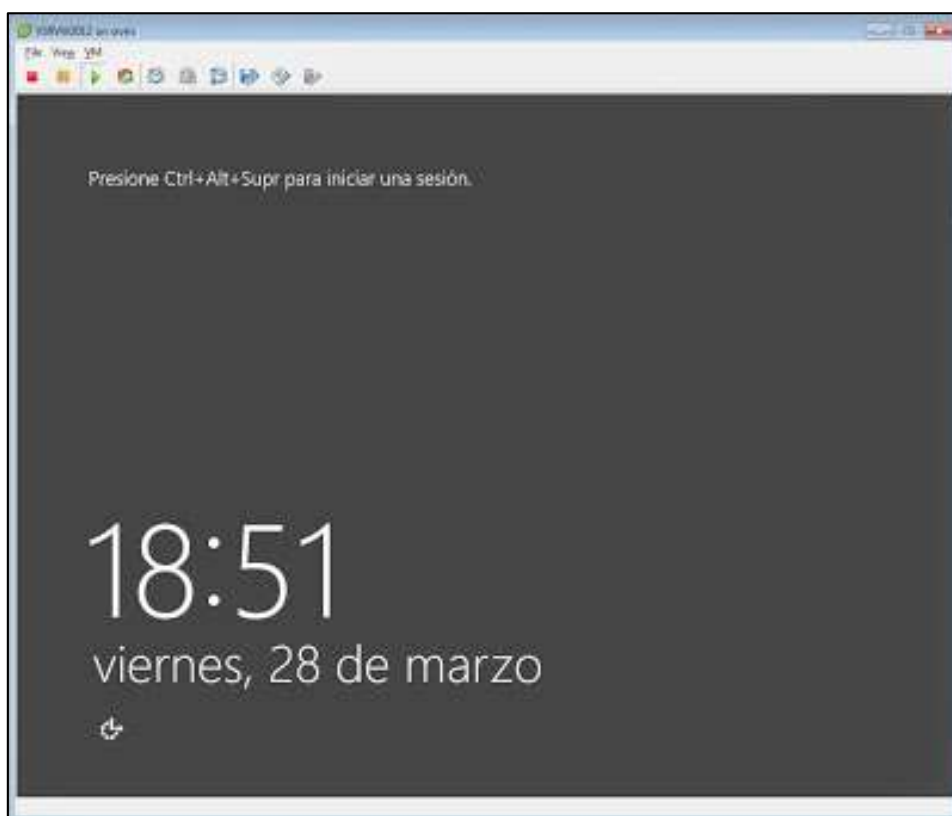 File View VM
Presione Ctrl+Alt+Supr para iniciar una sesión.
18:51
viernes, 28 de marzo